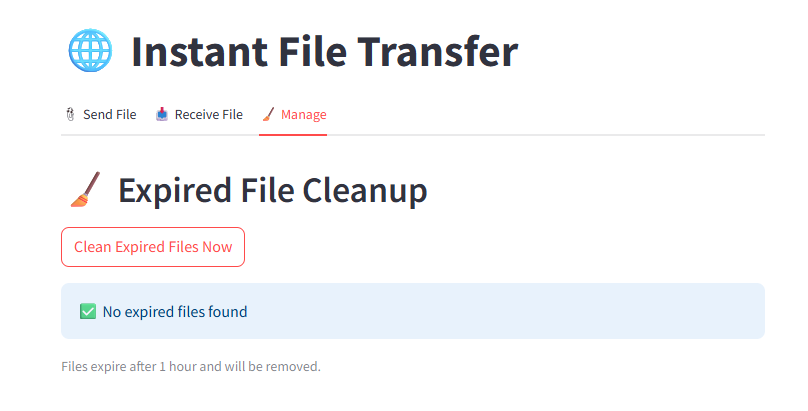 Instant File Transfer
Send File Receive File Manage
Expired File Cleanup
Clean Expired Files Now
No expired files found
Files expire after 1 hour and will be removed.